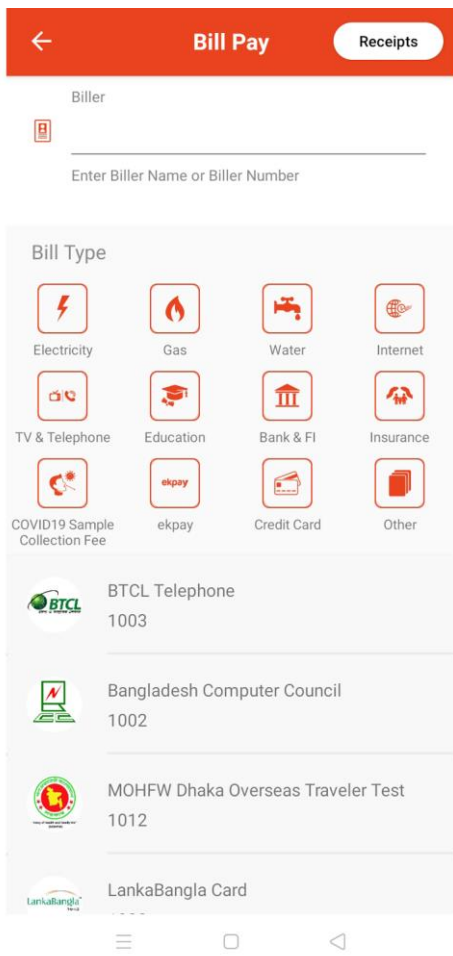 Bill Pay
Receipts
Biller
Enter Biller Name or Biller Number
Bill Type
Electricity
Gas
Water
Internet
TV & Telephone
Education
Bank & FI
Insurance
ekpay
COVID19 Sample
Collection Fee
ekpay
Credit Card
Other
BTCL
BTCL Telephone
1003
Bangladesh Computer Council
1002
MOHFW Dhaka Overseas Traveler Test
1012
LankaBangla
LankaBangla Card